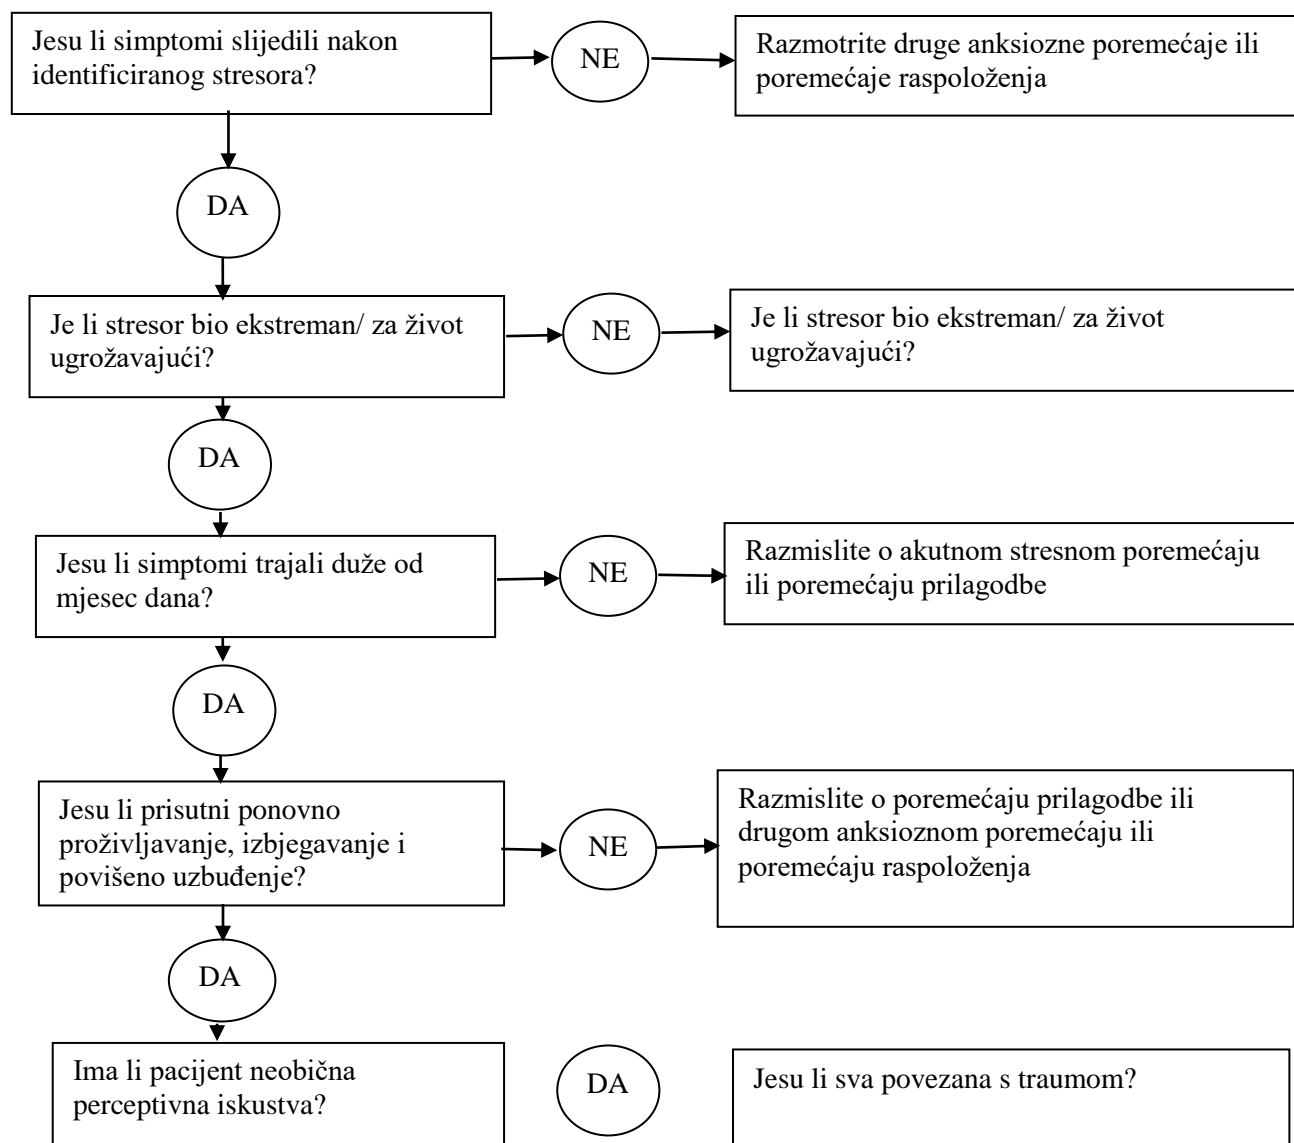 Jesu li simptomi slijedili nakon
identificiranog stresora?
NE
Razmotrite druge anksiozne poremećaje ili
poremećaje raspoloženja
DA
Je li stresor bio ekstreman/ za život
ugrožavajući?
NE
Je li stresor bio ekstreman/ za život
ugrožavajući?
DA
Jesu li simptomi trajali duže od
mjesec dana?
NE
Razmislite o akutnom stresnom poremećaju
ili poremećaju prilagodbe
DA
Jesu li prisutni ponovno
proživljavanje, izbjegavanje i
povišeno uzbuđenje?
NE
Razmislite o poremećaju prilagodbe ili
drugom anksioznom poremećaju ili
poremećaju raspoloženja
DA
Ima li pacijent neobična
perceptivna iskustva?
DA
Jesu li sva povezana s traumom?